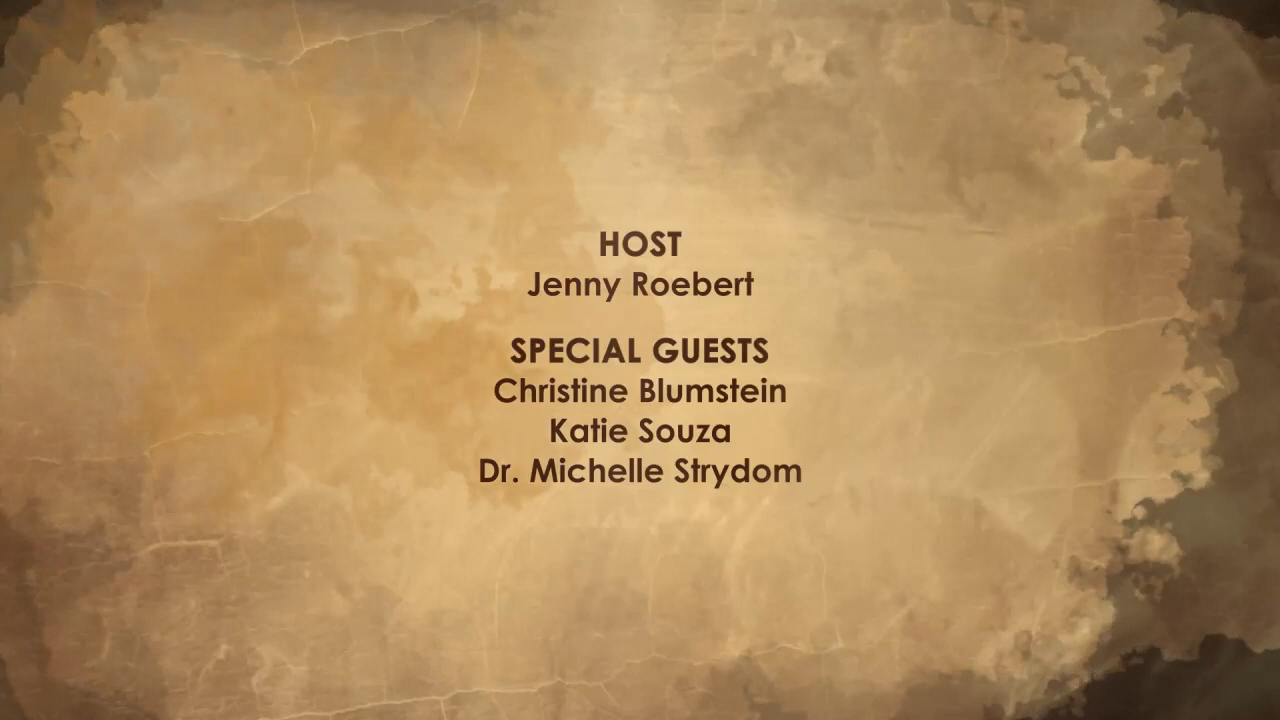 HOST
Jenny Roebert
SPECIAL GUESTS
Christine Blumstein
Katie Souza
Dr. Michelle Strydom